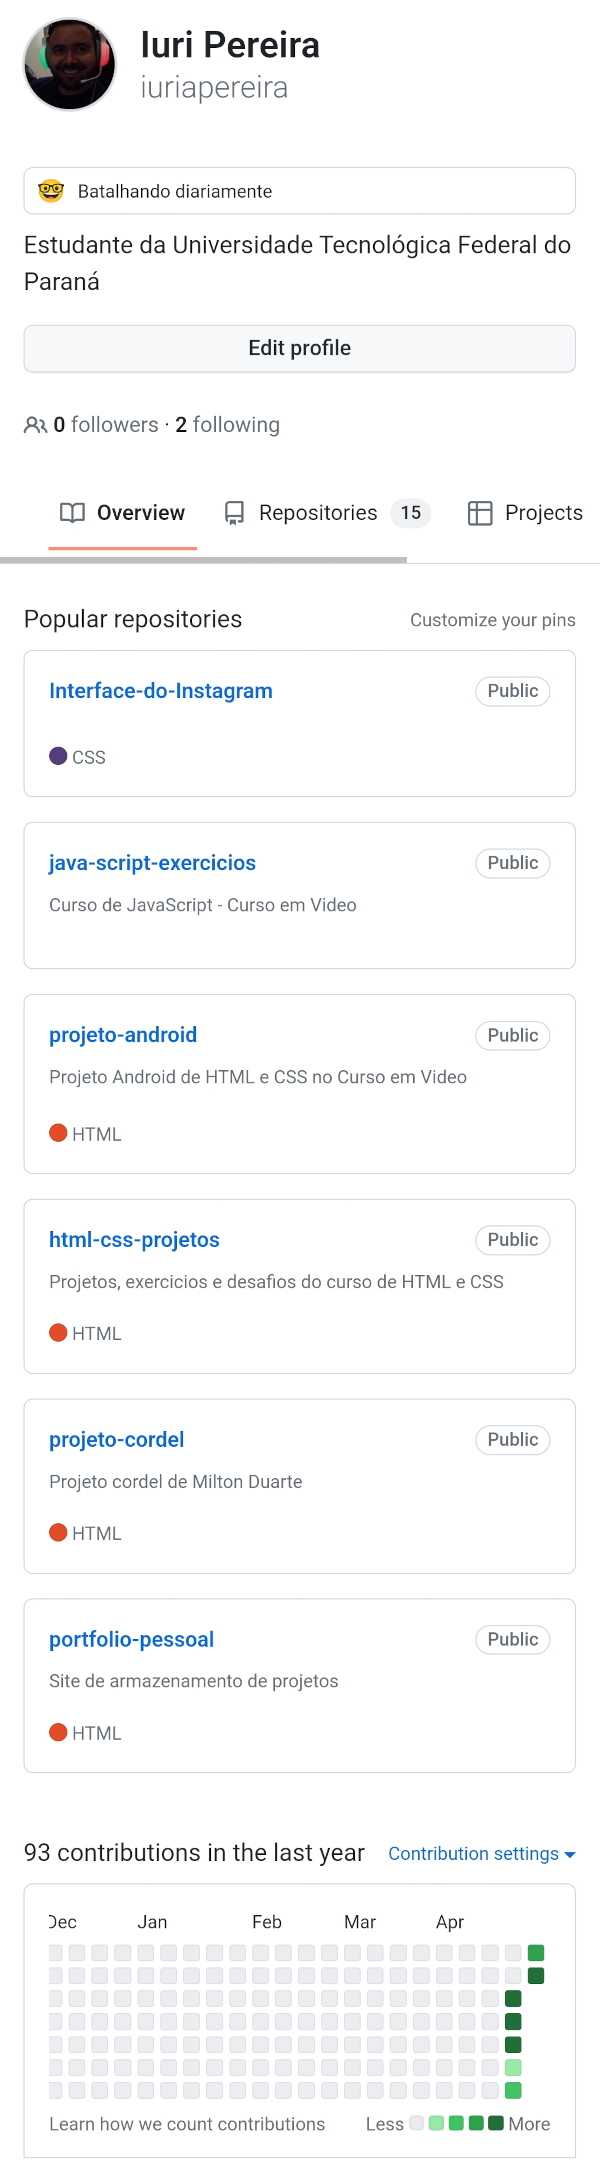 Iuri Pereira
iuriapereira
Batalhando diariamente
Estudante da Universidade Tecnológica Federal do
Paraná
Edit profile
0 followers · 2 following
Overview Repositories 15 Projects
Popular repositories Customize your pins
Interface-do-Instagram Public
CSS
java-script-exercicios Public
Curso de JavaScript - Curso em Video
projeto-android Public
Projeto Android de HTML e CSS no Curso em Video
HTML
html-css-projetos Public
Projetos, exercicios e desafios do curso de HTML e CSS
HTML
projeto-cordel Public
Projeto cordel de Milton Duarte
HTML
portfolio-pessoal Public
Site de armazenamento de projetos
HTML
93 contributions in the last year Contribution settings
Dec Jan Feb Mar Apr
Learn how we count contributions Less More